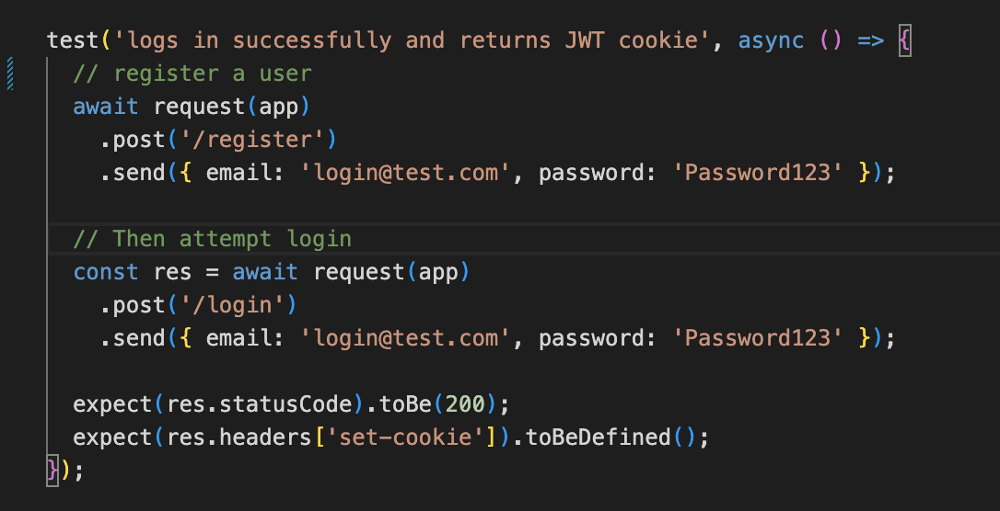 test('logs in successfully and returns JWT cookie', async () => {
  // register a user
  await request(app)
    .post('/register')
    .send({ email: 'login@test.com', password: 'Password123' });

  // Then attempt login
  const res = await request(app)
    .post('/login')
    .send({ email: 'login@test.com', password: 'Password123' });

  expect(res.statusCode).toBe(200);
  expect(res.headers['set-cookie']).toBeDefined();
});